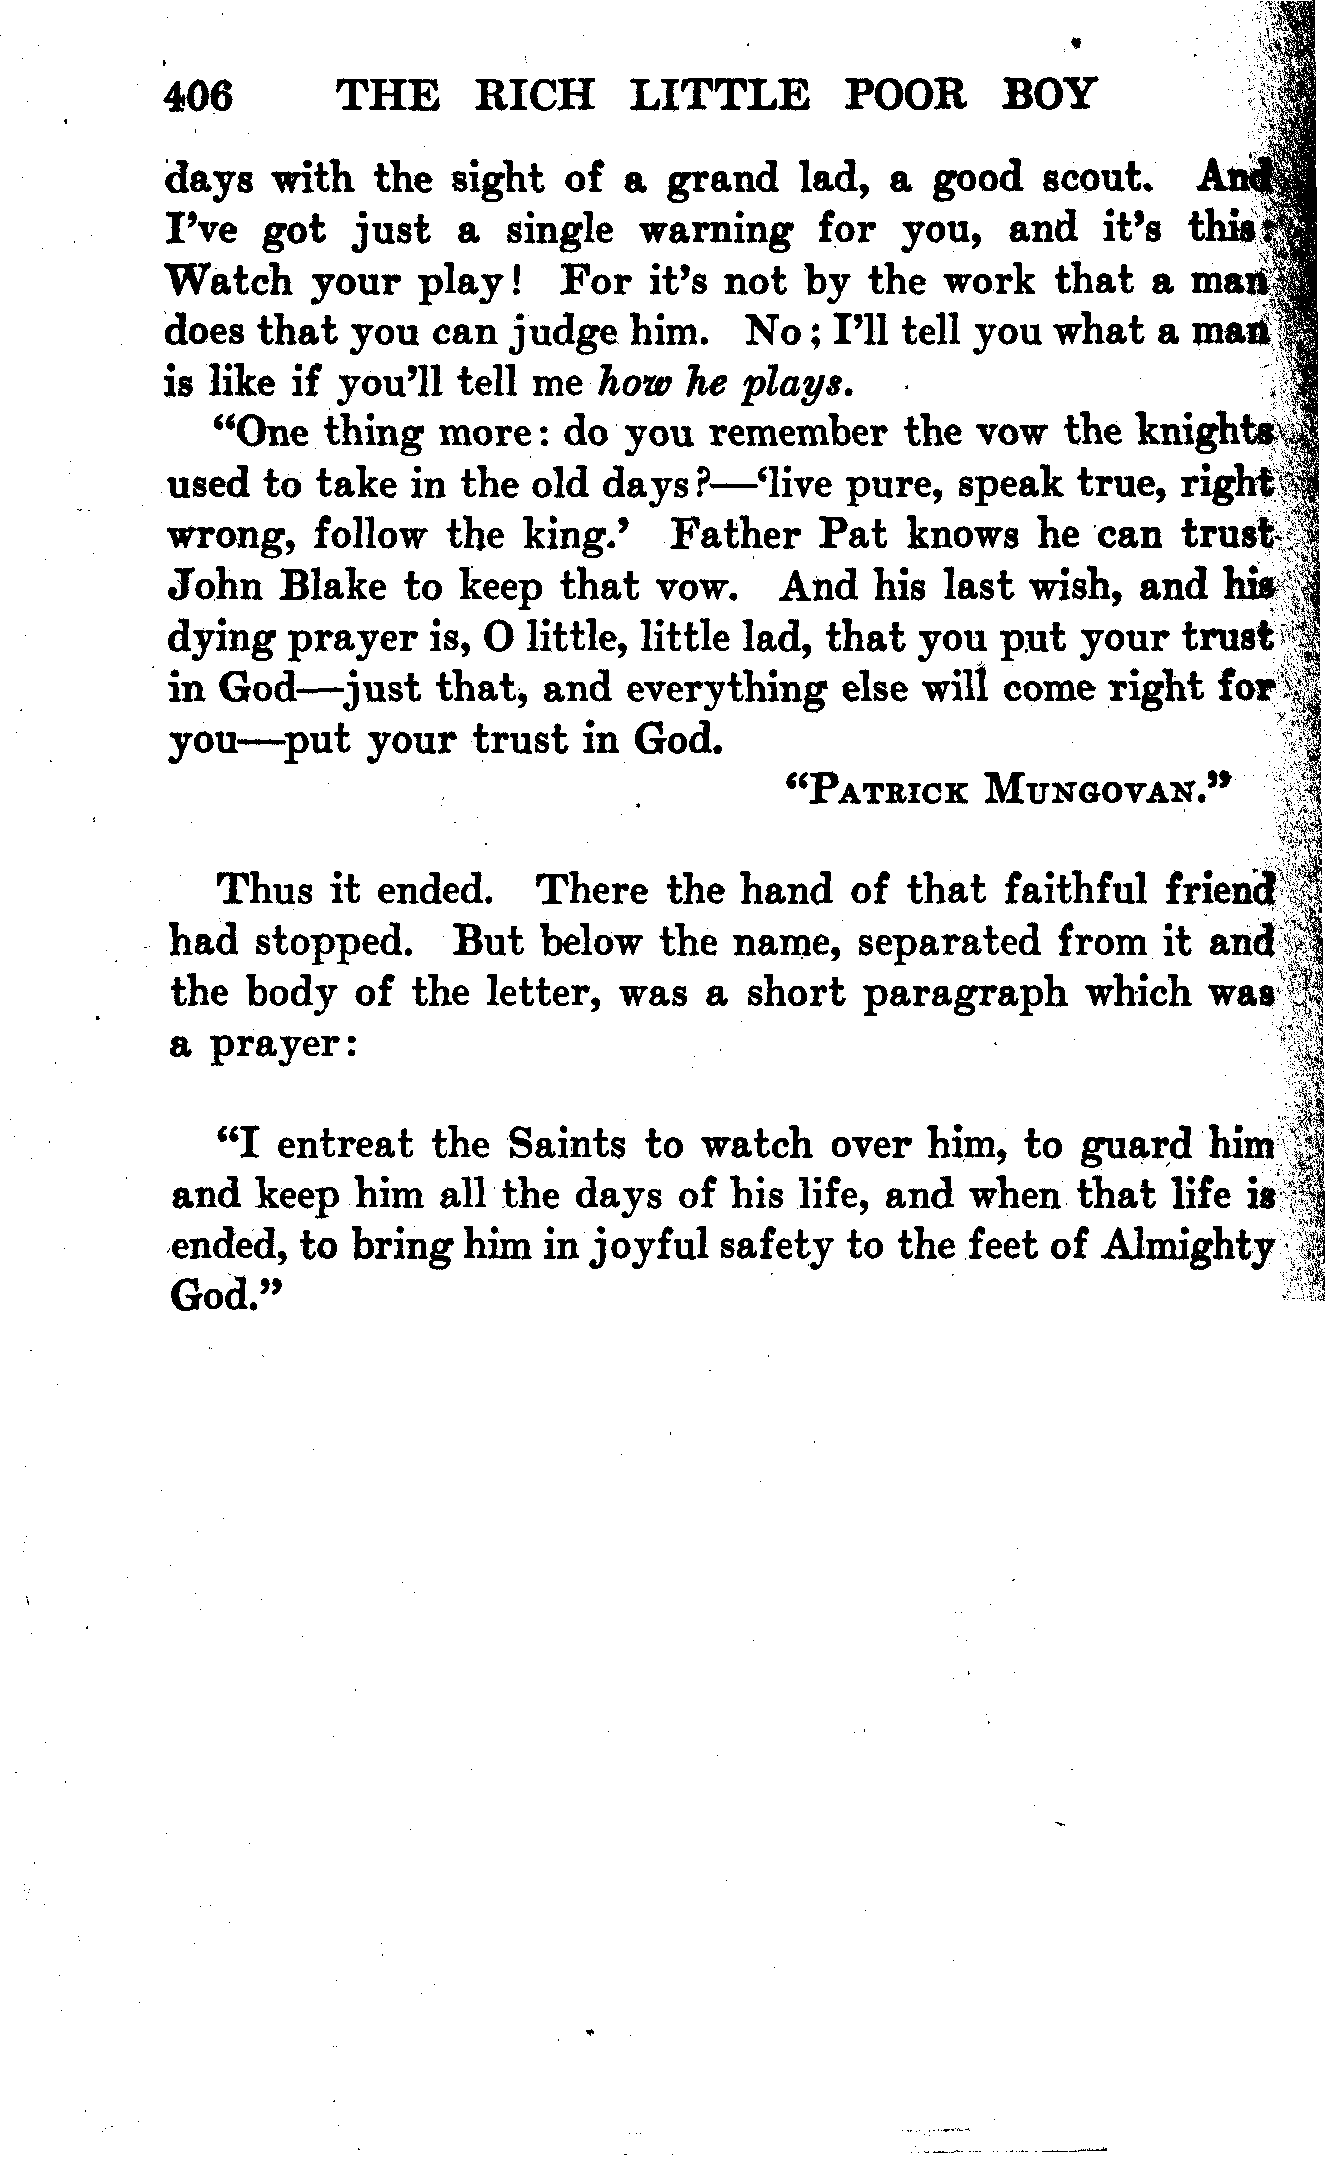 406 THE RICH LITTLE POOR BOY
days with the sight of a grand lad, a good scout. And
I've got just a single warning for you, and it's this:
Watch your play! For it's not by the work that a man
does that you can judge him. No; I'll tell you what a man
is like if you'll tell me how he plays.
"One thing more: do you remember the vow the knights
used to take in the old days?—'live pure, speak true, right
wrong, follow the king.' Father Pat knows he can trust
John Blake to keep that vow. And his last wish, and his
dying prayer is, O little, little lad, that you put your trust
in God—just that, and everything else will come right for
you—put your trust in God.
"PATRICK MUNGOVAN."
Thus it ended. There the hand of that faithful friend
had stopped. But below the name, separated from it and
the body of the letter, was a short paragraph which was
a prayer:
"I entreat the Saints to watch over him, to guard him
and keep him all the days of his life, and when that life is
ended, to bring him in joyful safety to the feet of Almighty
God."